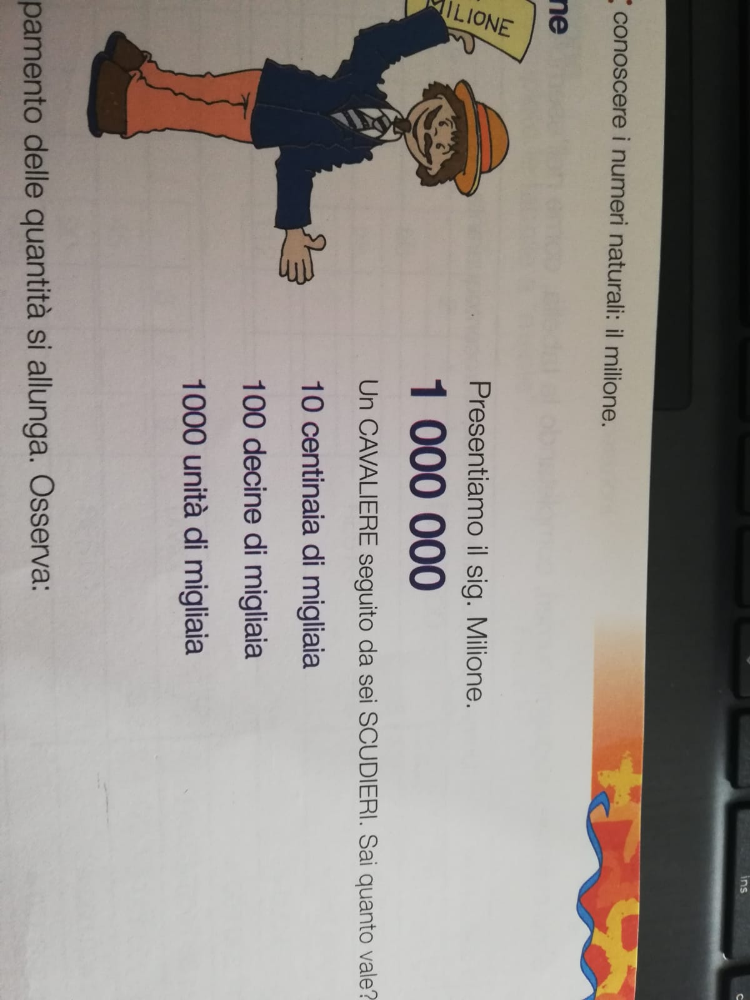 : conoscere i numeri naturali: il milione.
ne
MILIONE
Presentiamo il sig. Milione.
1 000 000
Un CAVALIERE seguito da sei SCUDIERI. Sai quanto vale?
10 centinaia di migliaia
100 decine di migliaia
1000 unità di migliaia
pamento delle quantità si allunga. Osserva:
ins